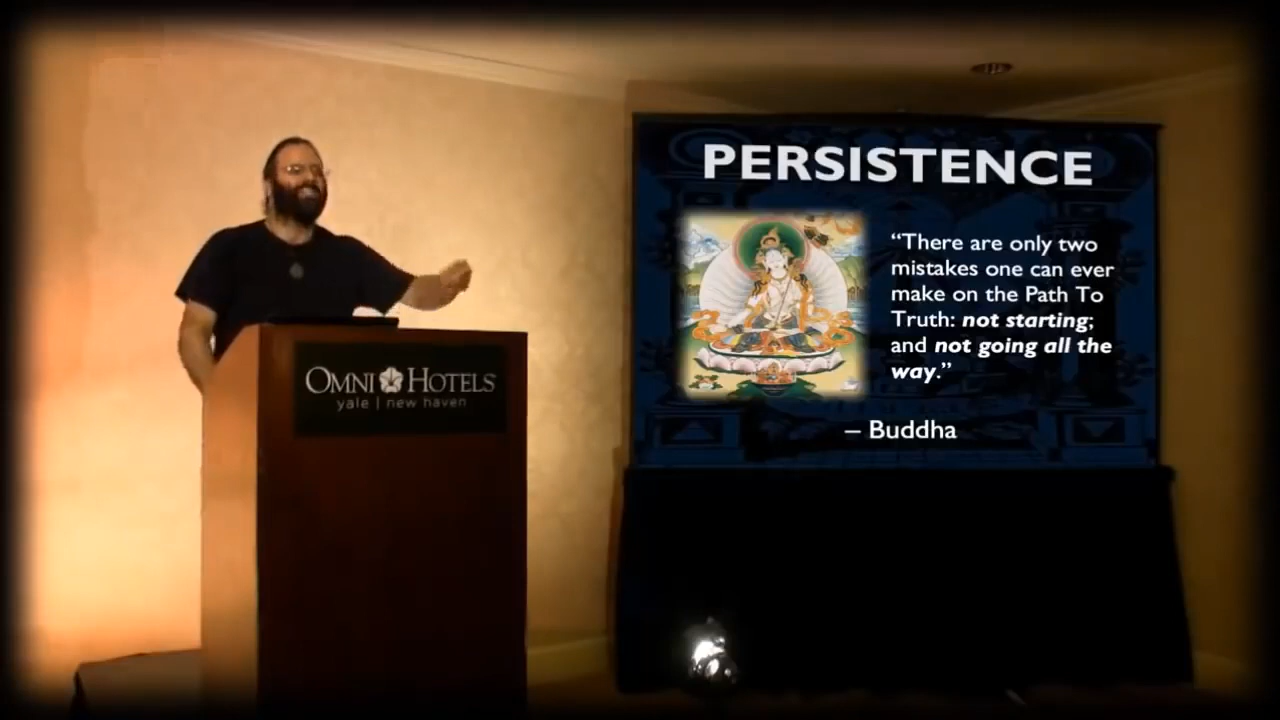 PERSISTENCE
“There are only two
mistakes one can ever
make on the Path To
Truth: not starting;
and not going all the
way.”
– Buddha
OMNI HOTELS
yale | new haven